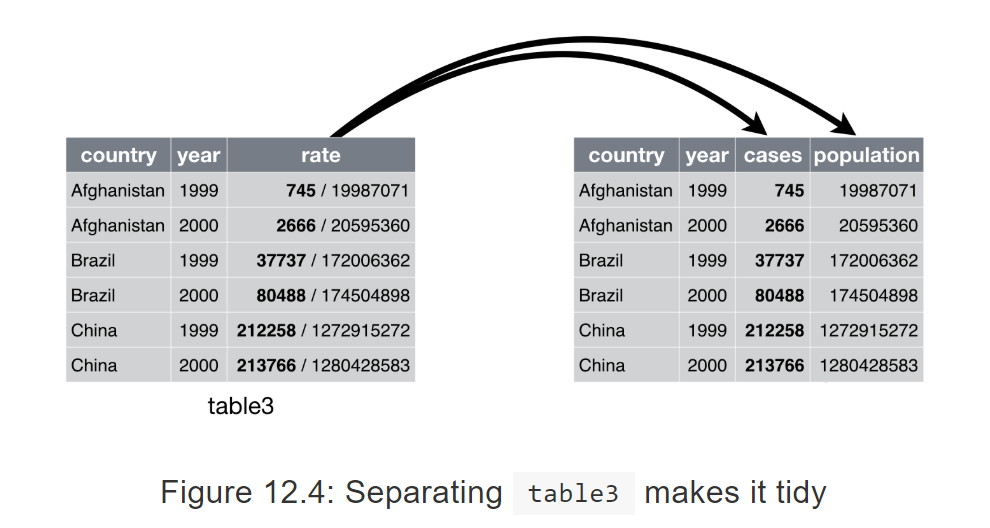 country year rate
Afghanistan 1999 745 / 19987071
Afghanistan 2000 2666 / 20595360
Brazil 1999 37737 / 172006362
Brazil 2000 80488 / 174504898
China 1999 212258 / 1272915272
China 2000 213766 / 1280428583
table3
country year cases population
Afghanistan 1999 745 19987071
Afghanistan 2000 2666 20595360
Brazil 1999 37737 172006362
Brazil 2000 80488 174504898
China 1999 212258 1272915272
China 2000 213766 1280428583
Figure 12.4: Separating table3 makes it tidy